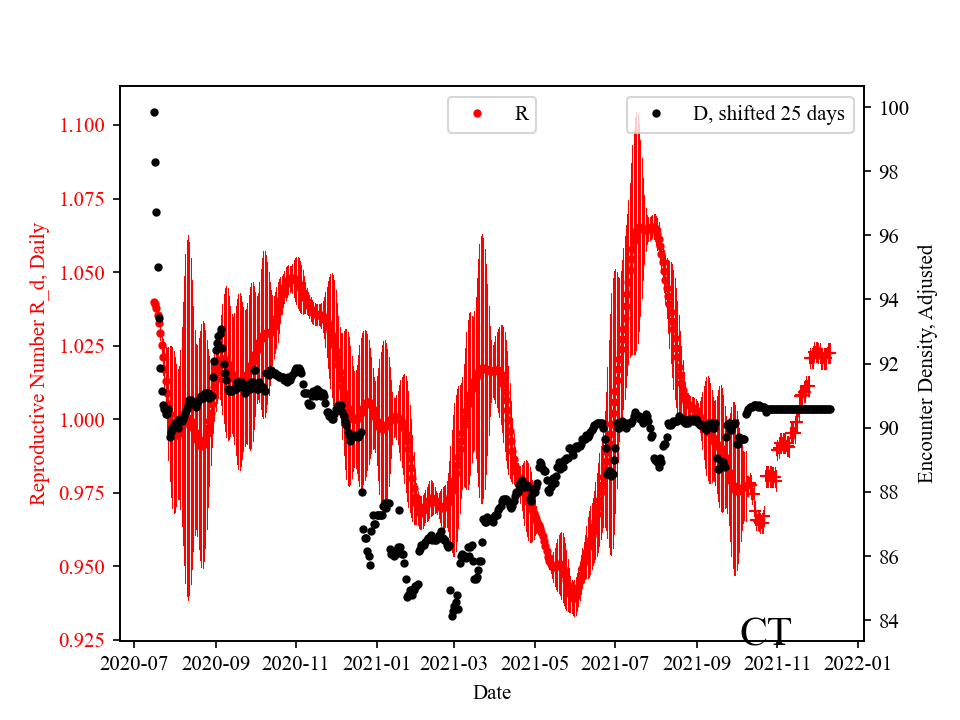 R
D, shifted 25 days
1.100
1.075
1.050
1.025
1.000
0.975
0.950
0.925
Reproductive Number R_d, Daily
100
98
96
94
92
90
88
86
84
Encounter Density, Adjusted
CT
2020-07 2020-09 2020-11 2021-01 2021-03 2021-05 2021-07 2021-09 2021-11 2022-01
Date